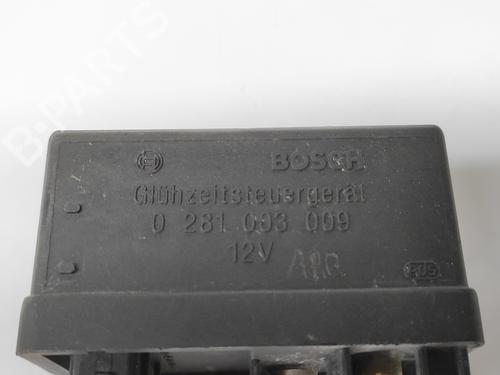 B-PARTS
BOSCH
Glühzeitsteuergerät
0 281 003 009
12V